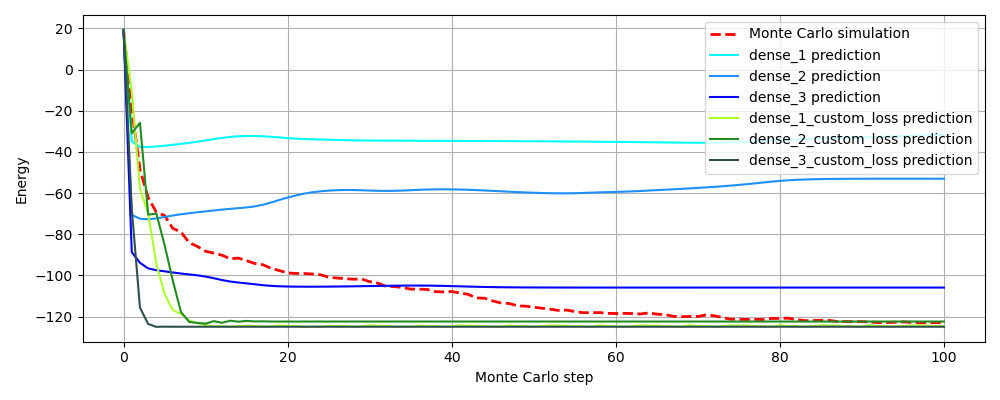 20
0
−20
−40
−60
−80
−100
−120
Energy
0
20
40
60
80
100
Monte Carlo step
Monte Carlo simulation
dense_1 prediction
dense_2 prediction
dense_3 prediction
dense_1_custom_loss prediction
dense_2_custom_loss prediction
dense_3_custom_loss prediction